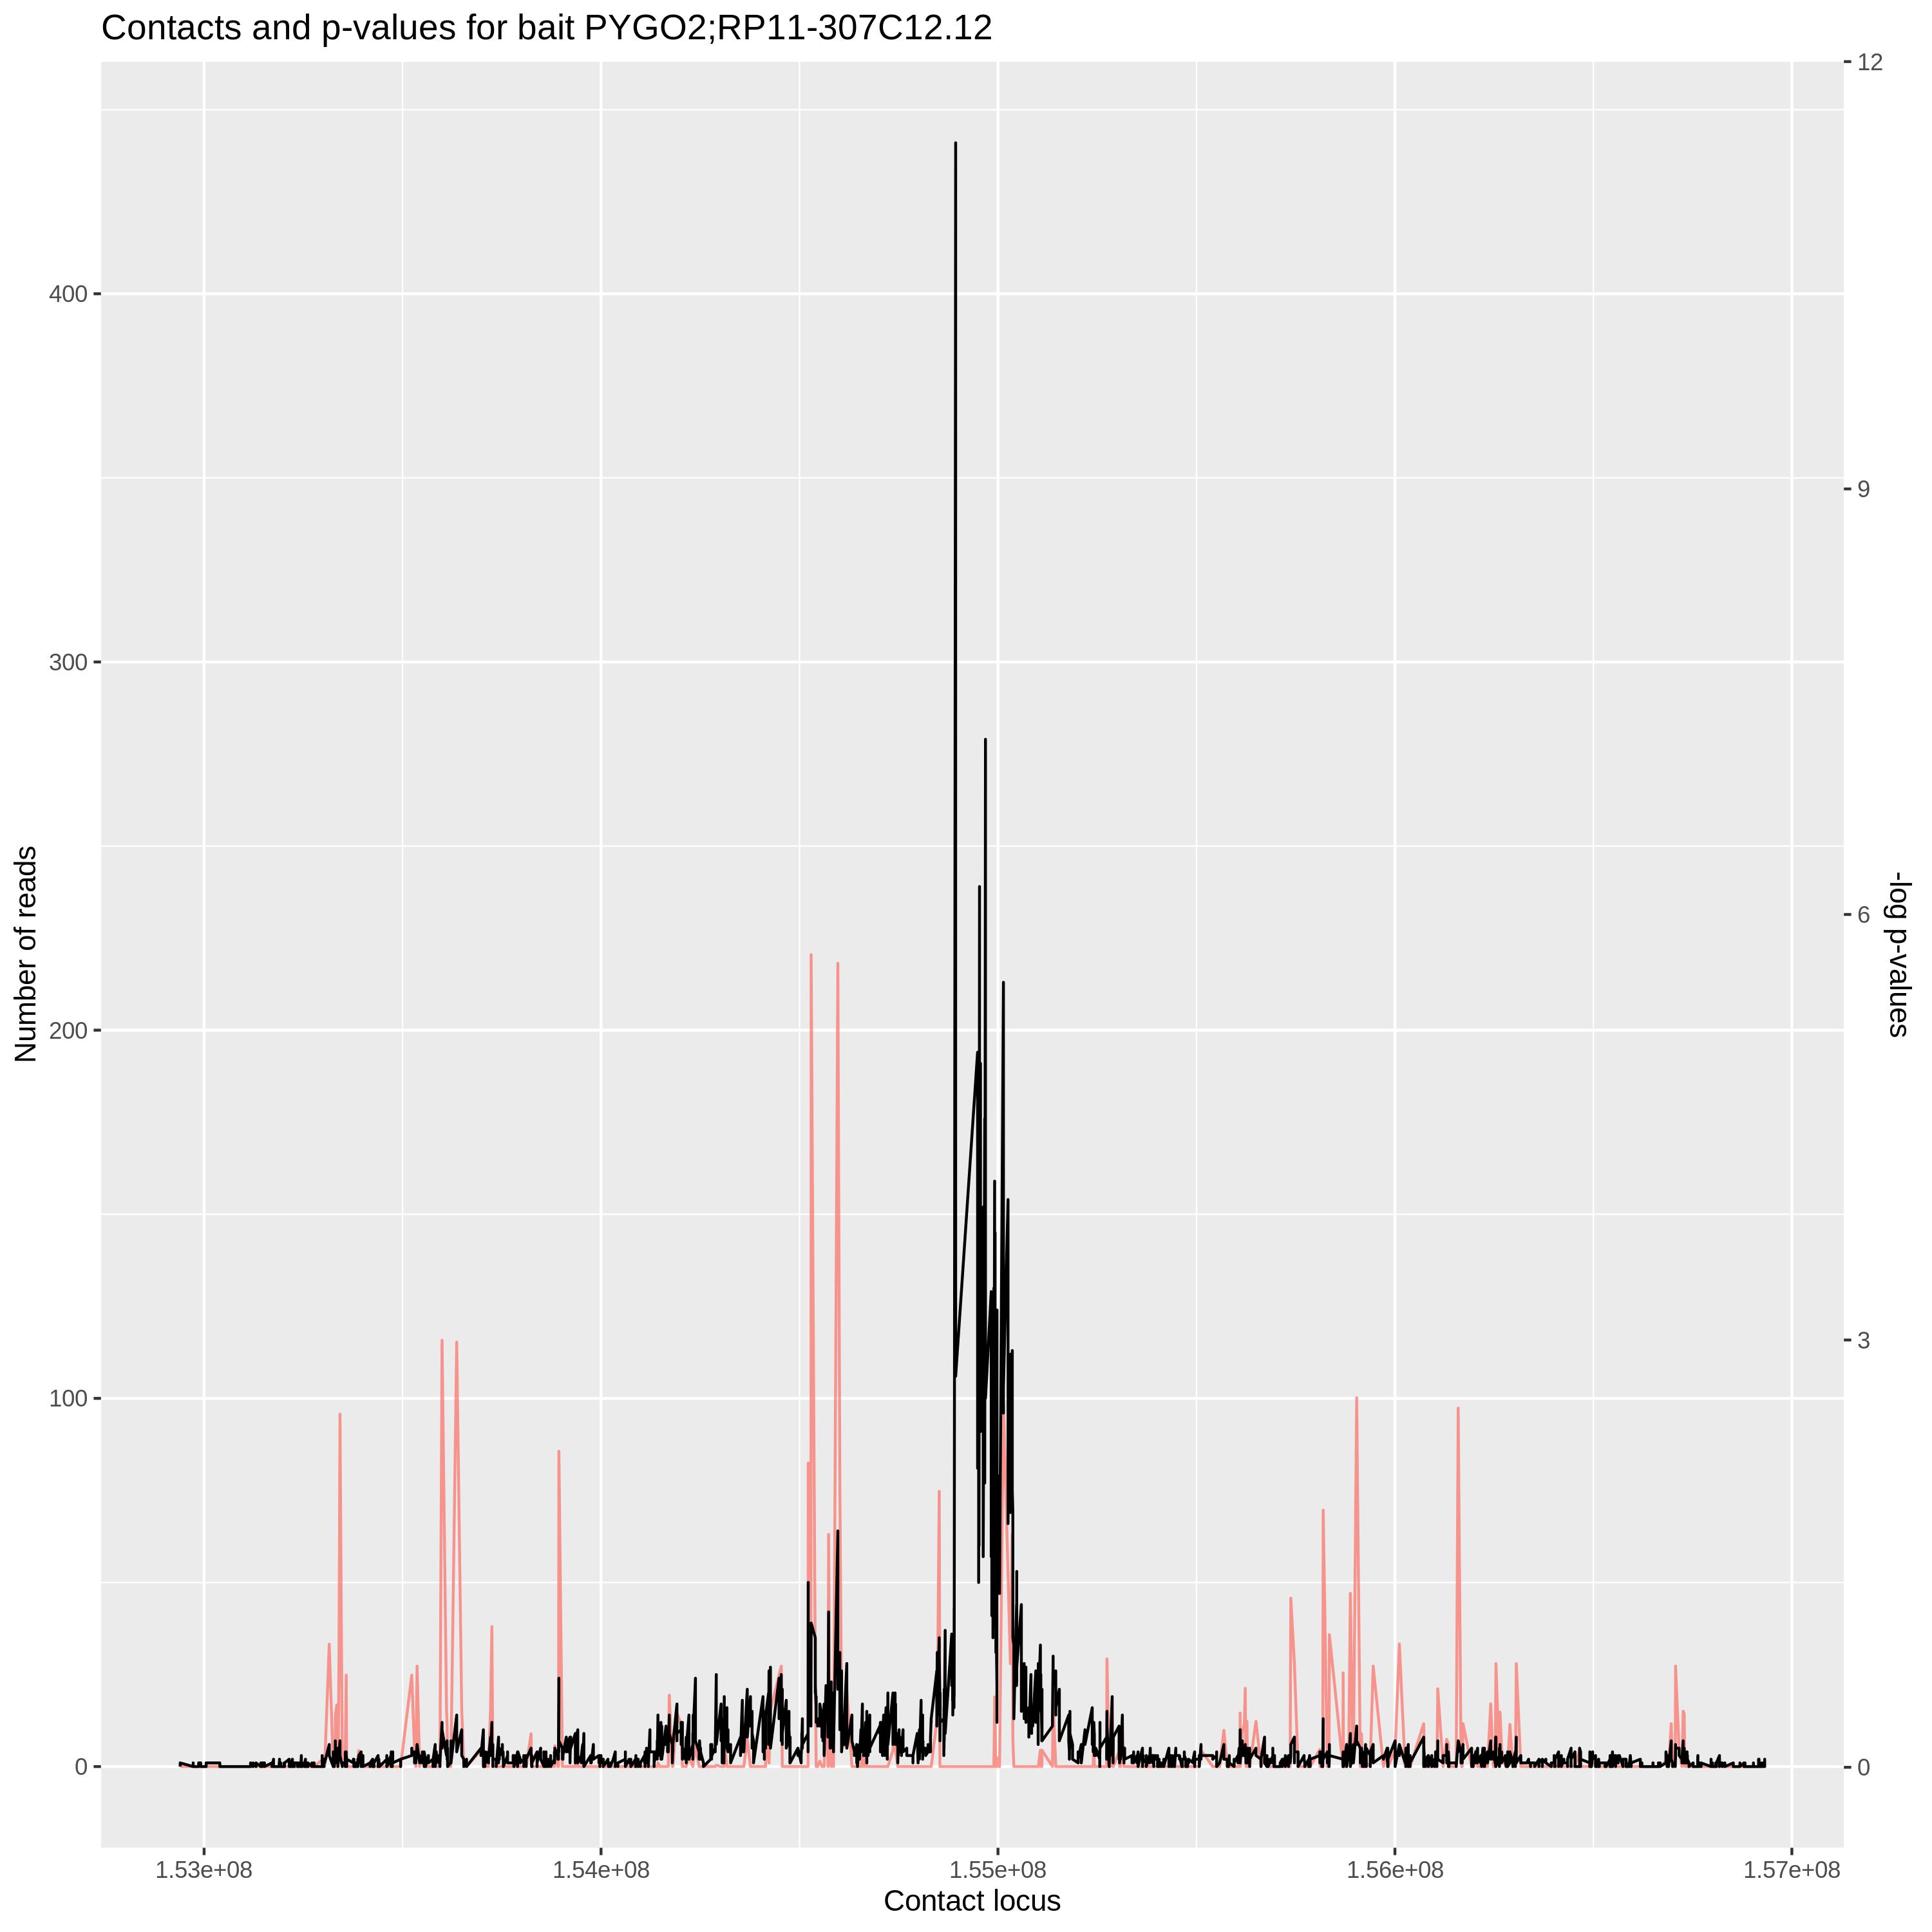 Contacts and p-values for bait PYGO2;RP11-307C12.12
Number of reads
400
300
200
100
0
12
9
6
3
0
-log p-values
1.53e+08
1.54e+08
1.55e+08
1.56e+08
1.57e+08
Contact locus